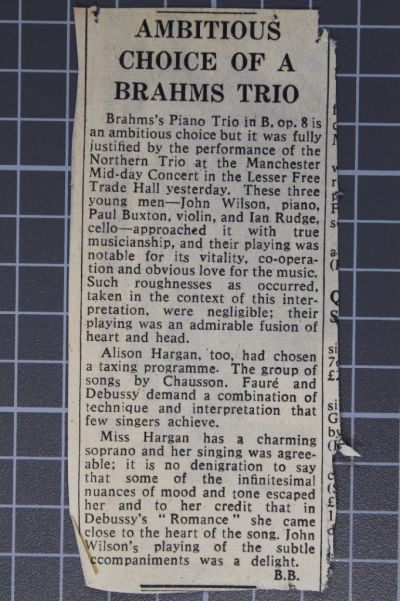 AMBITIOUS
CHOICE OF A
BRAHMS TRIO
Brahms's Piano Trio in B, op. 8 is
an ambitious choice but it was fully
justified by the performance of the
Northern Trio at the Manchester
Mid-day Concert in the Lesser Free
Trade Hall yesterday. These three
young men—John Wilson, piano,
Paul Buxton, violin, and Ian Rudge,
cello—approached it with true
musicianship, and their playing was
notable for its vitality, co-opera-
tion and obvious love for the music.
Such roughnesses as occurred,
taken in the context of this inter-
pretation, were negligible; their
playing was an admirable fusion of
heart and head.
Alison Hargan, too, had chosen
a taxing programme. The group of
songs by Chausson, Fauré and
Debussy demand a combination of
technique and interpretation that
few singers achieve.
Miss Hargan has a charming
soprano and her singing was agree-
able; it is no denigration to say
that some of the infinitesimal
nuances of mood and tone escaped
her and to her credit that in
Debussy's "Romance" she came
close to the heart of the song. John
Wilson's playing of the subtle
ccompaniments was a delight.
B.B.